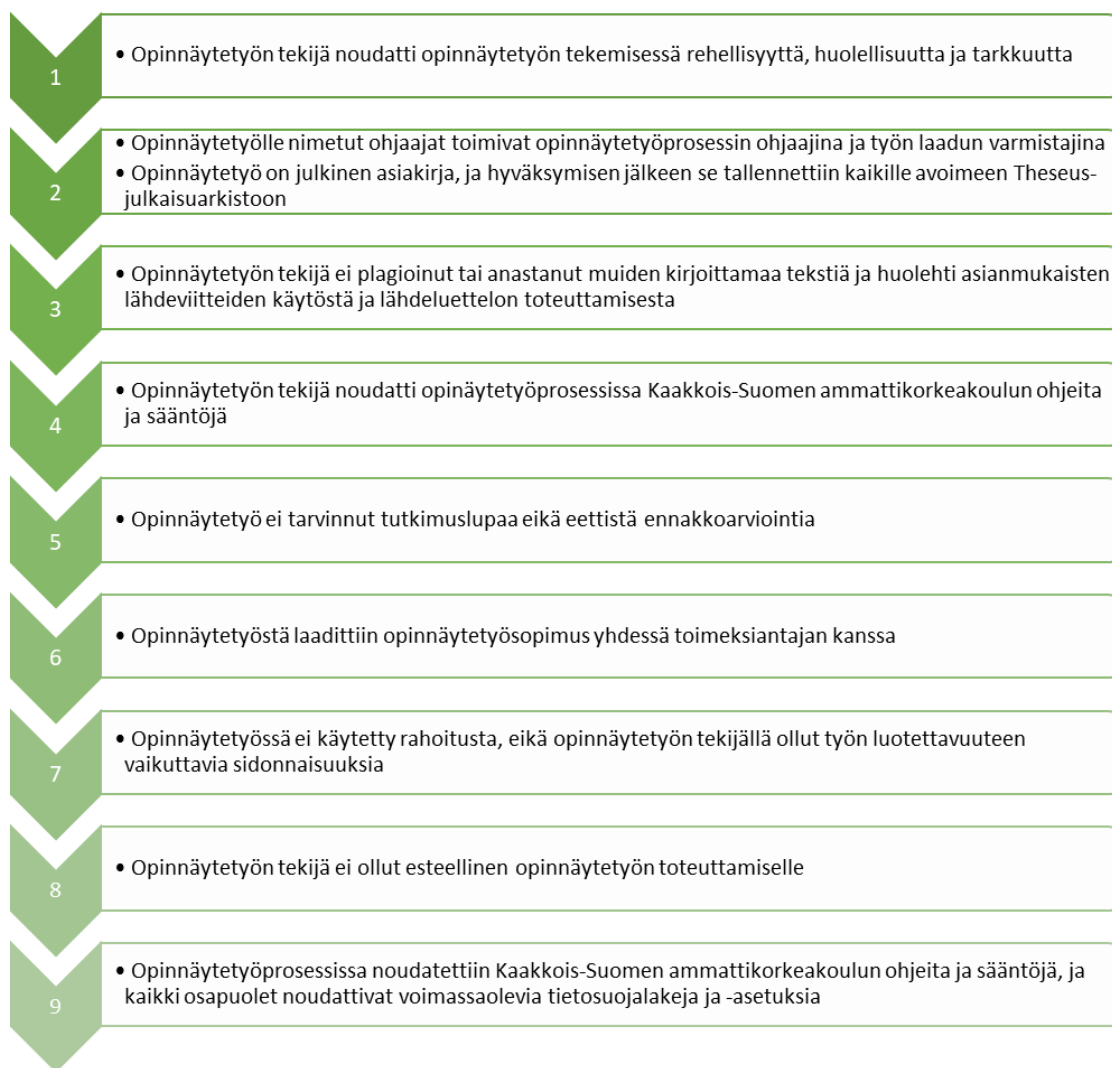 1
• Opinnäytetyön tekijä noudatti opinnäytetyön tekemisessä rehellisyyttä, huolellisuutta ja tarkkuutta
2
• Opinnäytetyölle nimetut ohjaajat toimivat opinnäytetyöprosessin ohjaajina ja työn laadun varmistajina
• Opinnäytetyö on julkinen asiakirja, ja hyväksymisen jälkeen se tallennettiin kaikille avoimeen Theseus-
julkaisuarkistoon
3
• Opinnäytetyön tekijä ei plagioinut tai anastanut muiden kirjoittamaa tekstiä ja huolehti asianmukaisten
lähdeviitteiden käytöstä ja lähdeluettelon toteuttamisesta
4
• Opinnäytetyön tekijä noudatti opinäytetyöprosessissa Kaakkois-Suomen ammattikorkeakoulun ohjeita
ja sääntöjä
5
• Opinnäytetyö ei tarvinnut tutkimuslupaa eikä eettistä ennakkoarviointia
6
• Opinnäytetyöstä laadittiin opinnäytetyösopimus yhdessä toimeksiantajan kanssa
7
• Opinnäytetyössä ei käytetty rahoitusta, eikä opinnäytetyön tekijällä ollut työn luotettavuuteen
vaikuttavia sidonnaisuuksia
8
• Opinnäytetyön tekijä ei ollut esteellinen opinnäytetyön toteuttamiselle
9
• Opinnäytetyöprosessissa noudatettiin Kaakkois-Suomen ammattikorkeakoulun ohjeita ja sääntöjä, ja
kaikki osapuolet noudattivat voimassaolevia tietosuojalakeja ja -asetuksia